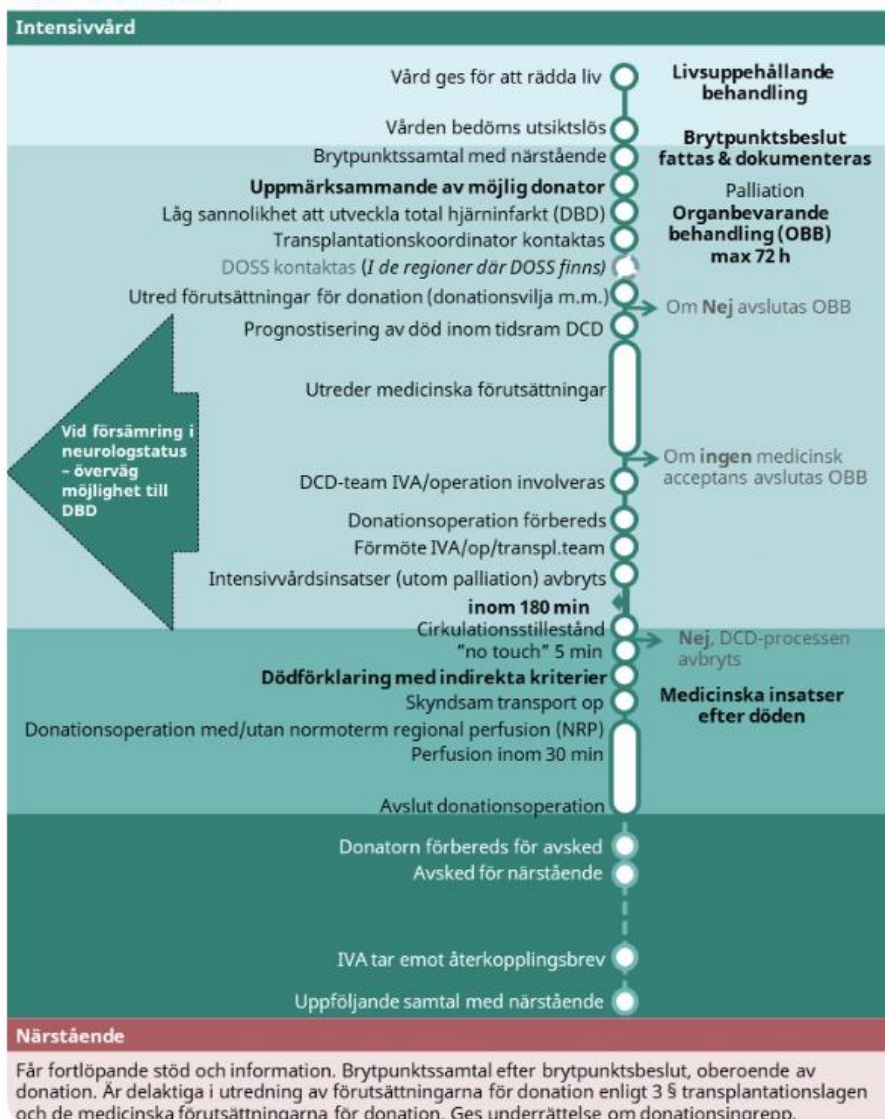 Intensivvård
Vård ges för att rädda liv
Livsuppehållande
behandling
Vården bedöms utsiktslös
Brytpunktsbeslut
fattas & dokumenteras
Brytpunktssamtal med närstående
Uppmärksammande av möjlig donator
Palliation
Organbevarande
behandling (OBB)
max 72 h
Låg sannolikhet att utveckla total hjärninfarkt (DBD)
Transplantationskoordinator kontaktas
DOSS kontaktas (I de regioner där DOSS finns)
Utred förutsättningar för donation (donationsvilja m.m.)
Om Nej avslutas OBB
Prognostisering av död inom tidsram DCD
Utreder medicinska förutsättningar
Vid försämring i
neurologstatus
– överväg
möjlighet till
DBD
Om ingen medicinsk
acceptans avslutas OBB
DCD-team IVA/operation involveras
Donationsoperation förbereds
Förmöte IVA/op/transpl.team
Intensivvårdsinsatser (utom palliation) avbryts
inom 180 min
Cirkulationsstillestånd
Nej, DCD-processen
avbryts
"no touch" 5 min
Dödförklaring med indirekta kriterier
Skyndsam transport op
Medicinska insatser
efter döden
Donationsoperation med/utan normoterm regional perfusion (NRP)
Perfusion inom 30 min
Avslut donationsoperation
Donatorn förbereds för avsked
Avsked för närstående
IVA tar emot återkopplingsbrev
Uppföljande samtal med närstående
Närstående
Får fortlöpande stöd och information. Brytpunktssamtal efter brytpunktsbeslut, oberoende av
donation. Är delaktiga i utredning av förutsättningarna för donation enligt 3 § transplantationslagen
och de medicinska förutsättningarna för donation. Ges underrättelse om donationsingrepp.